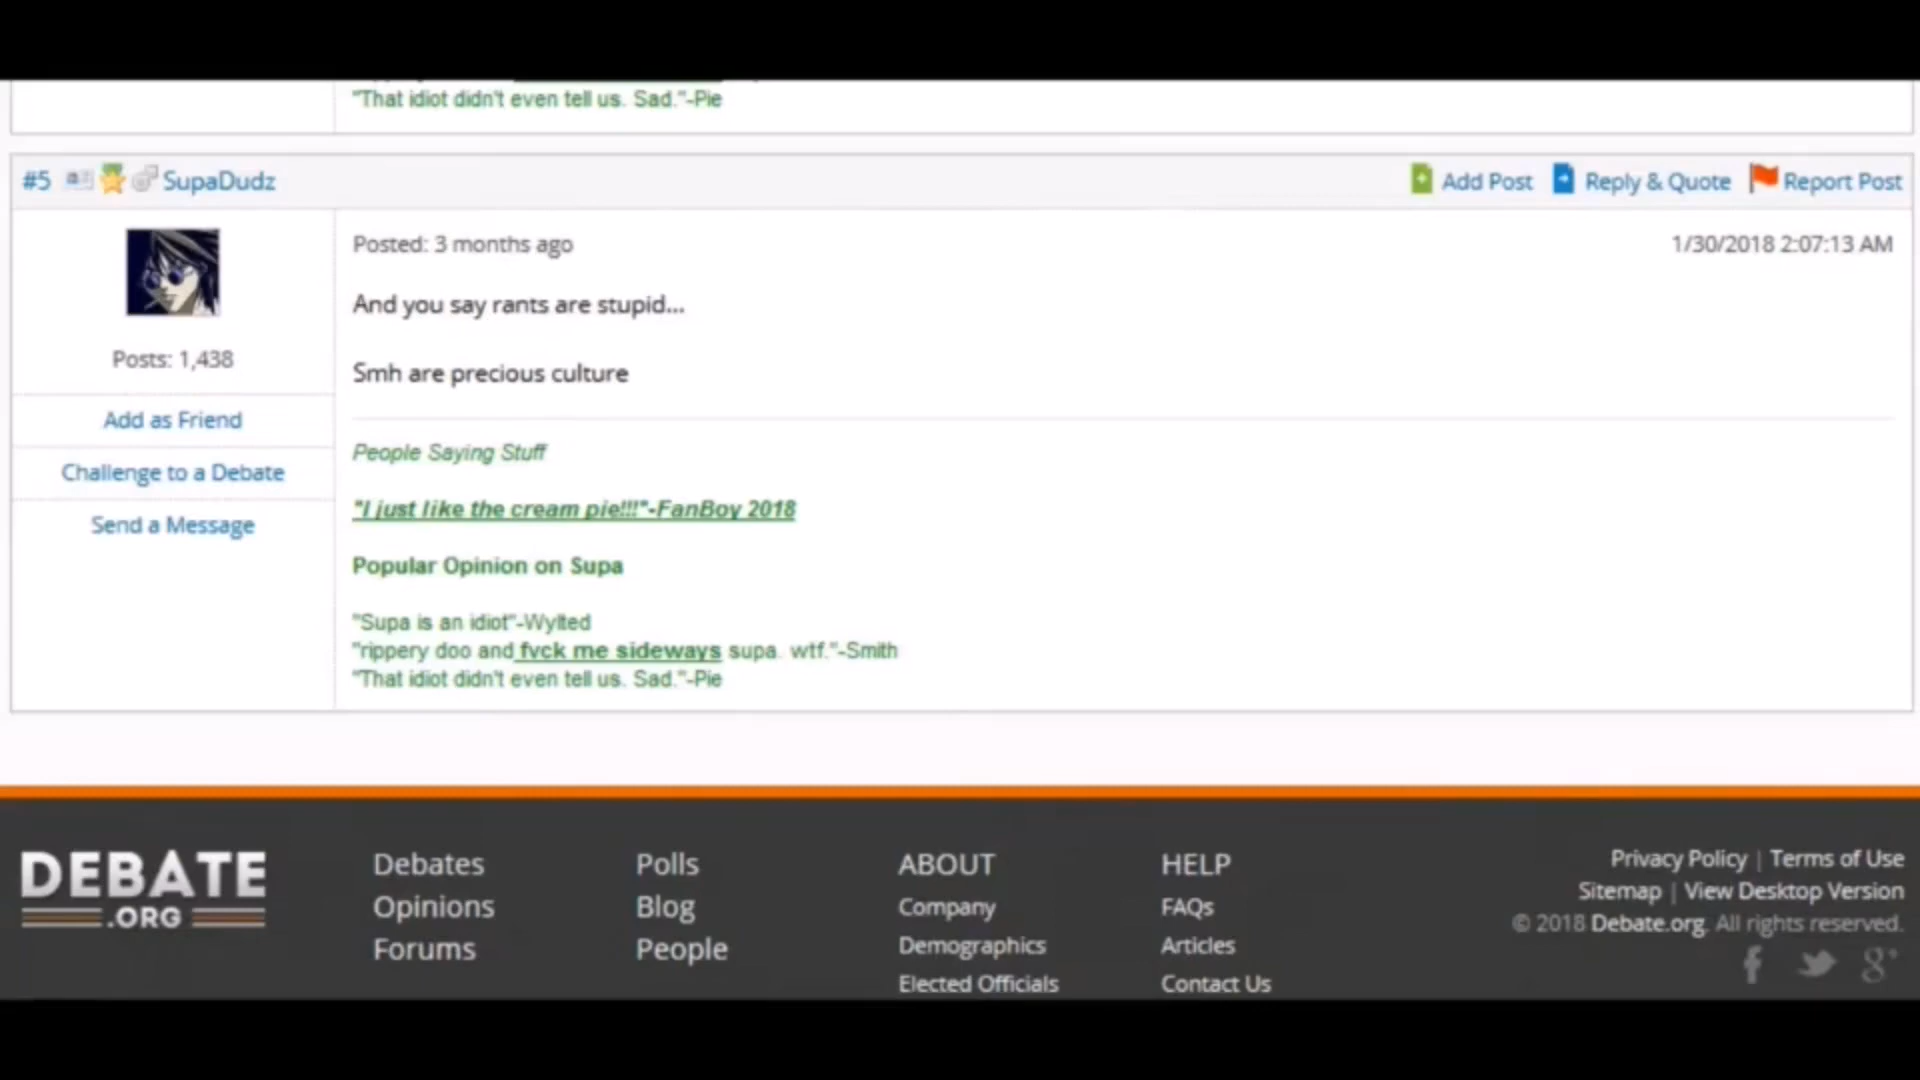 "That idiot didn't even tell us. Sad."-Pie
#5 SupaDudz Add Post Reply & Quote Report Post
Posted: 3 months ago 1/30/2018 2:07:13 AM
And you say rants are stupid...
Smh are precious culture
Posts: 1,438
Add as Friend
Challenge to a Debate
Send a Message
People Saying Stuff
"I just like the cream pie!!!"-FanBoy 2018
Popular Opinion on Supa
"Supa is an idiot"-Wylted
"rippery doo and fvck me sideways supa. wtf."-Smith
"That idiot didn't even tell us. Sad."-Pie
DEBATE
.ORG
Debates
Opinions
Forums
Polls
Blog
People
ABOUT
Company
Demographics
Elected Officials
HELP
FAQs
Articles
Contact Us
Privacy Policy | Terms of Use
Sitemap | View Desktop Version
© 2018 Debate.org. All rights reserved.